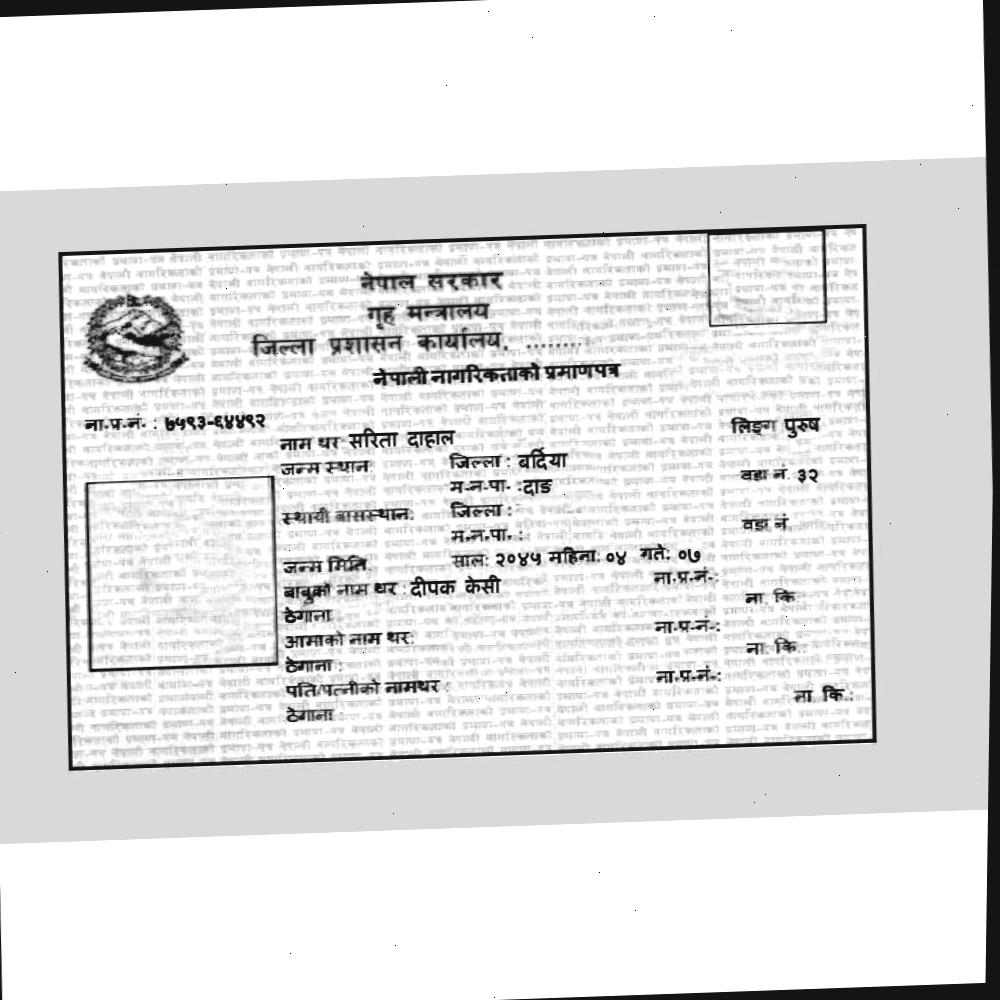 नेपाल सरकार
गृह मन्त्रालय
जिल्ला प्रशासन कार्यालय. ........
नेपाली नागरिकताको प्रमाणपत्र
ना.प्र.नं. : ७५९३-६४४९२
लिङ्ग पुरुष
नाम थर सरिता दाहाल
जन्म स्थान: जिल्ला : बर्दिया
म.न.पा. :दाङ वडा नं. ३२
स्थायी बासस्थान: जिल्ला :
म.न.पा. : वडा नं.
जन्म मिति: साल: २०४५ महिना: ०४ गते: ०७
बाबुको नाम थर : दीपक केसी ना.प्र.नं.:
ठेगाना ना. कि
आमाको नाम थर: ना.प्र.नं.:
ठेगाना : ना. कि.:
पति/पत्नीको नामथर : ना.प्र.नं.:
ठेगाना : ना. कि.: